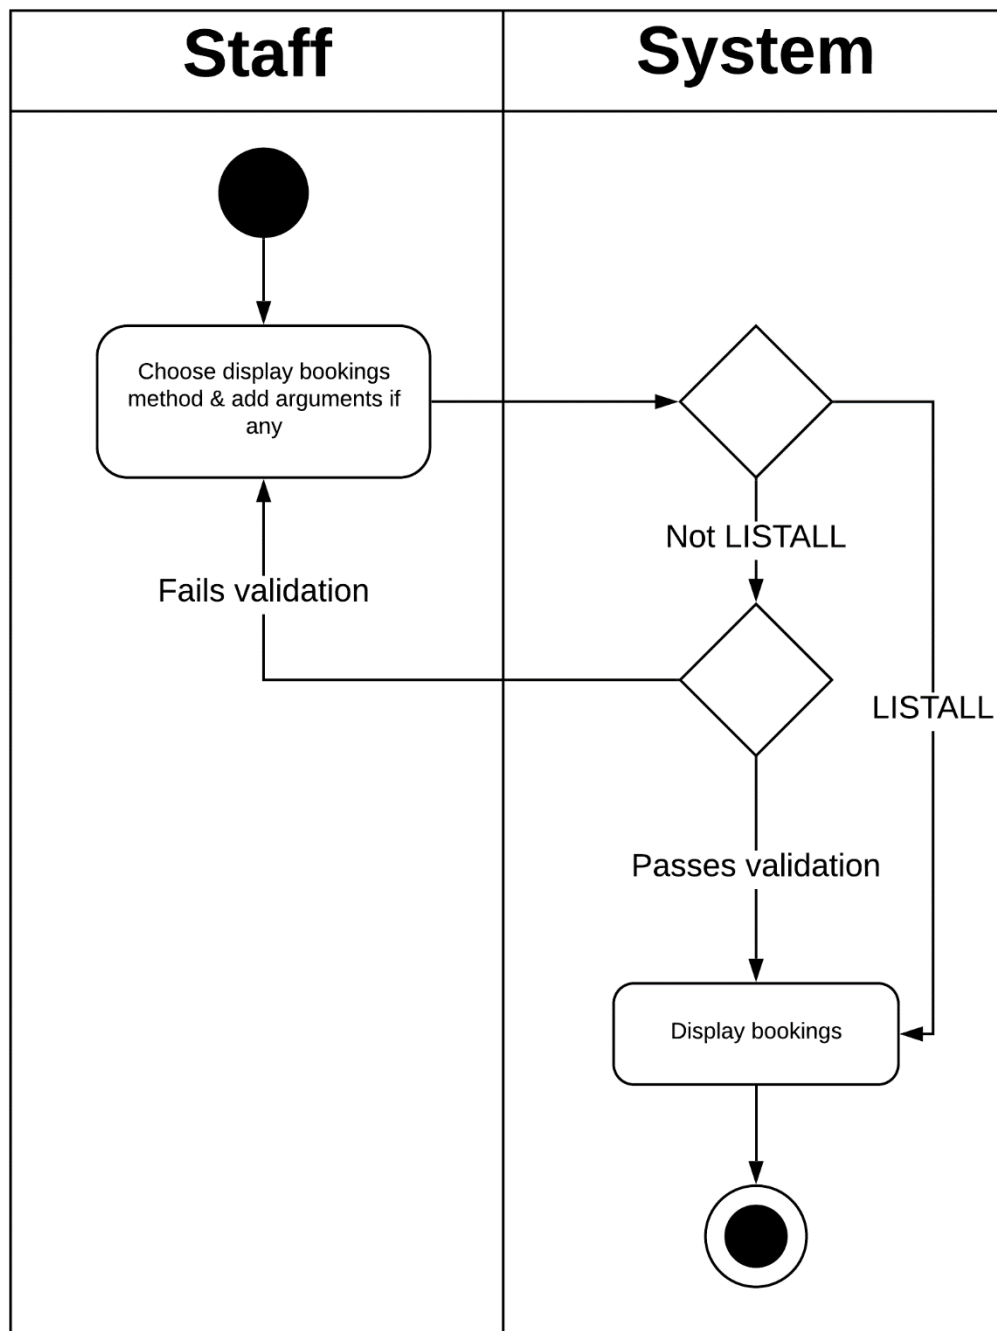 Staff
System
Choose display bookings
method & add arguments if
any
Not LISTALL
Fails validation
LISTALL
Passes validation
Display bookings